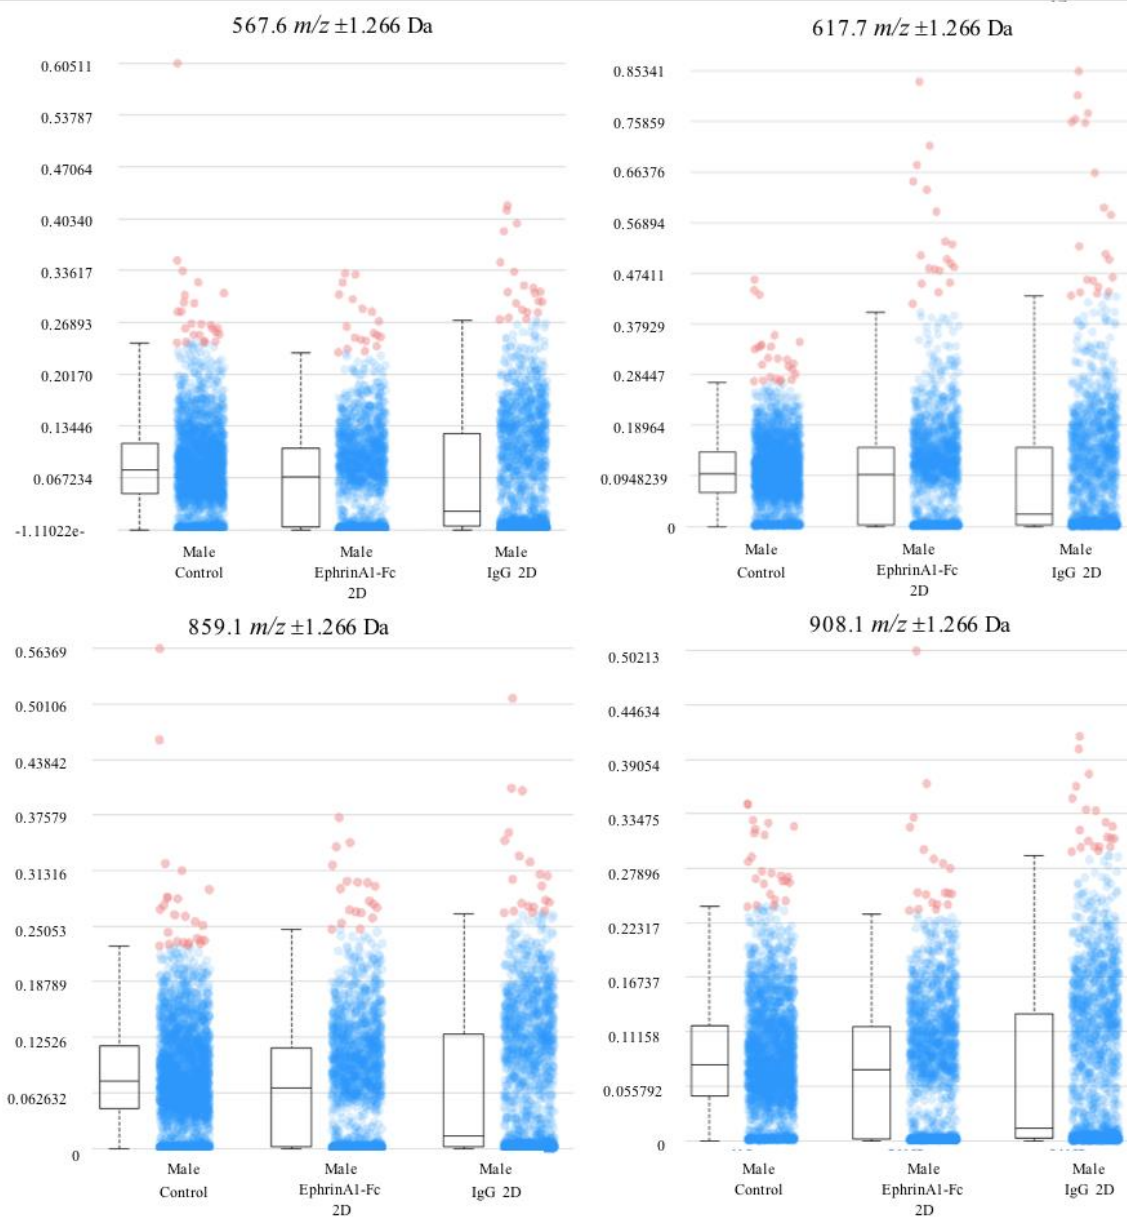 567.6 m/z ±1.266 Da
0.60511
0.53787
0.47064
0.40340
0.33617
0.26893
0.20170
0.13446
0.067234
-1.11022e-
Male
Control
Male
EphrinA1-Fc
2D
Male
IgG 2D
617.7 m/z ±1.266 Da
0.85341
0.75859
0.66376
0.56894
0.47411
0.37929
0.28447
0.18964
0.0948239
0
Male
Control
Male
EphrinA1-Fc
2D
Male
IgG 2D
859.1 m/z ±1.266 Da
0.56369
0.50106
0.43842
0.37579
0.31316
0.25053
0.18789
0.12526
0.062632
0
Male
Control
Male
EphrinA1-Fc
2D
Male
IgG 2D
908.1 m/z ±1.266 Da
0.50213
0.44634
0.39054
0.33475
0.27896
0.22317
0.16737
0.11158
0.055792
0
Male
Control
Male
EphrinA1-Fc
2D
Male
IgG 2D